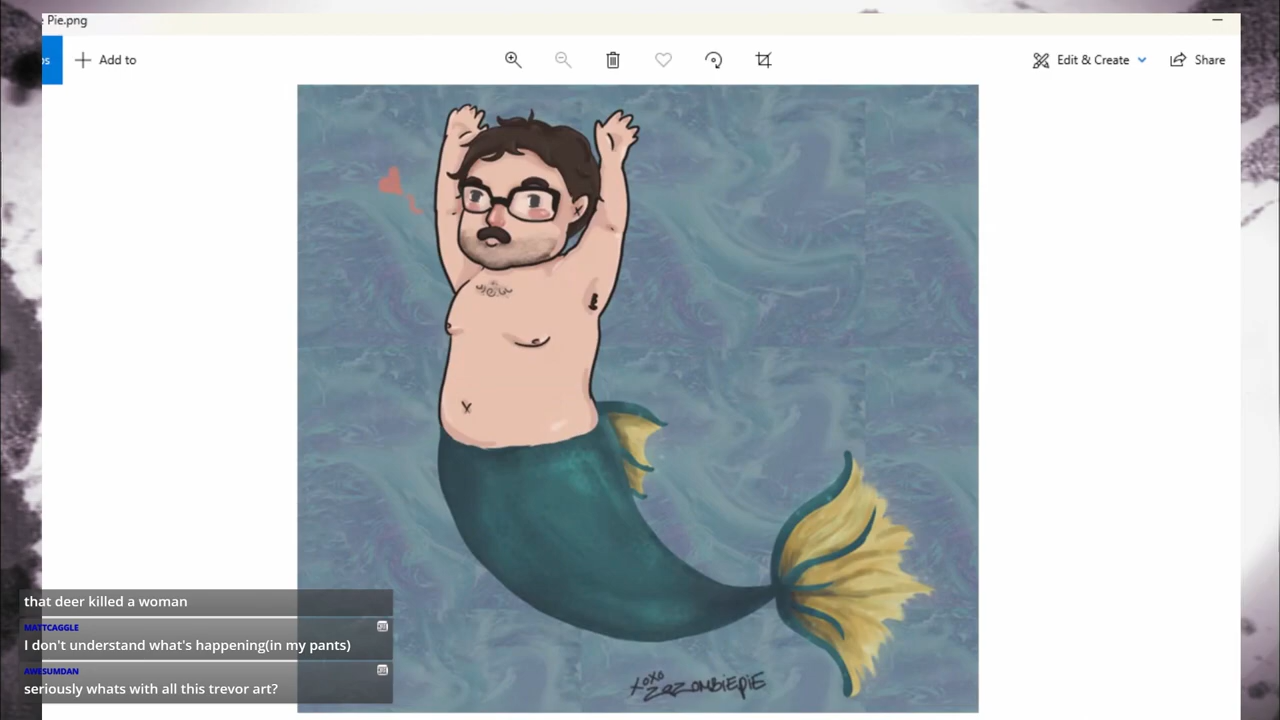 Pie.png
Add to
Edit & Create
Share
that deer killed a woman
MATTCAGGLE
I don't understand what's happening(in my pants)
AWESUMDAN
seriously whats with all this trevor art?
xoxo
ZOZOMBIEPIE